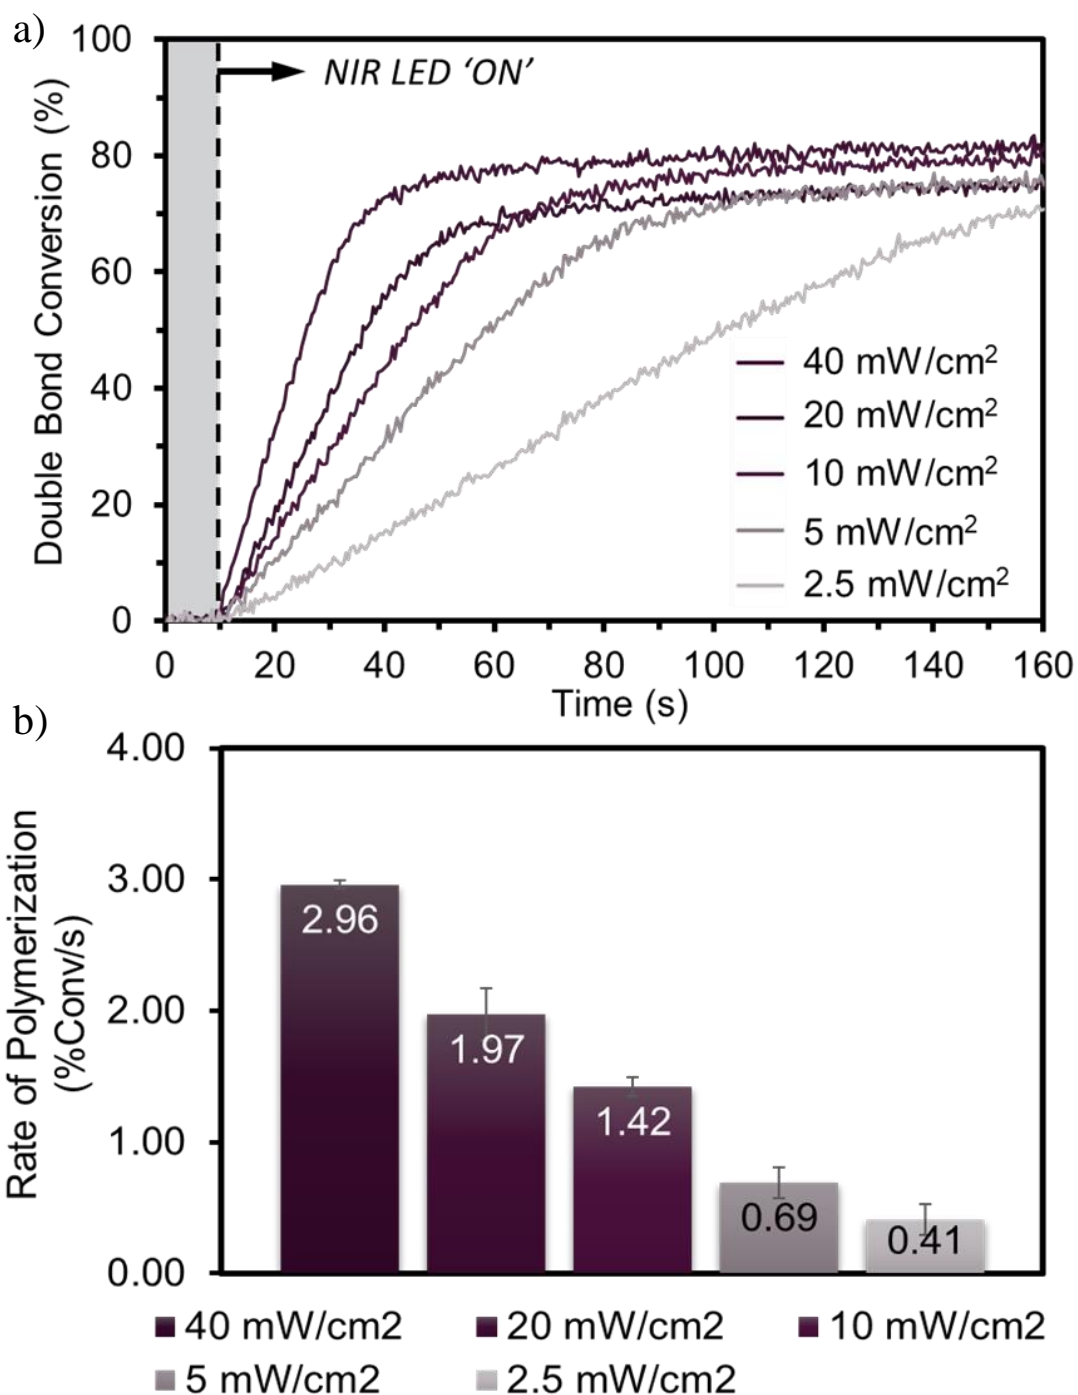 a)
100
80
60
40
20
0
Double Bond Conversion (%)
NIR LED ‘ON’
40 mW/cm²
20 mW/cm²
10 mW/cm²
5 mW/cm²
2.5 mW/cm²
0 20 40 60 80 100 120 140 160
Time (s)
b)
4.00
3.00
2.00
1.00
0.00
Rate of Polymerization
(%Conv/s)
2.96
1.97
1.42
0.69
0.41
40 mW/cm2 20 mW/cm2 10 mW/cm2
5 mW/cm2 2.5 mW/cm2